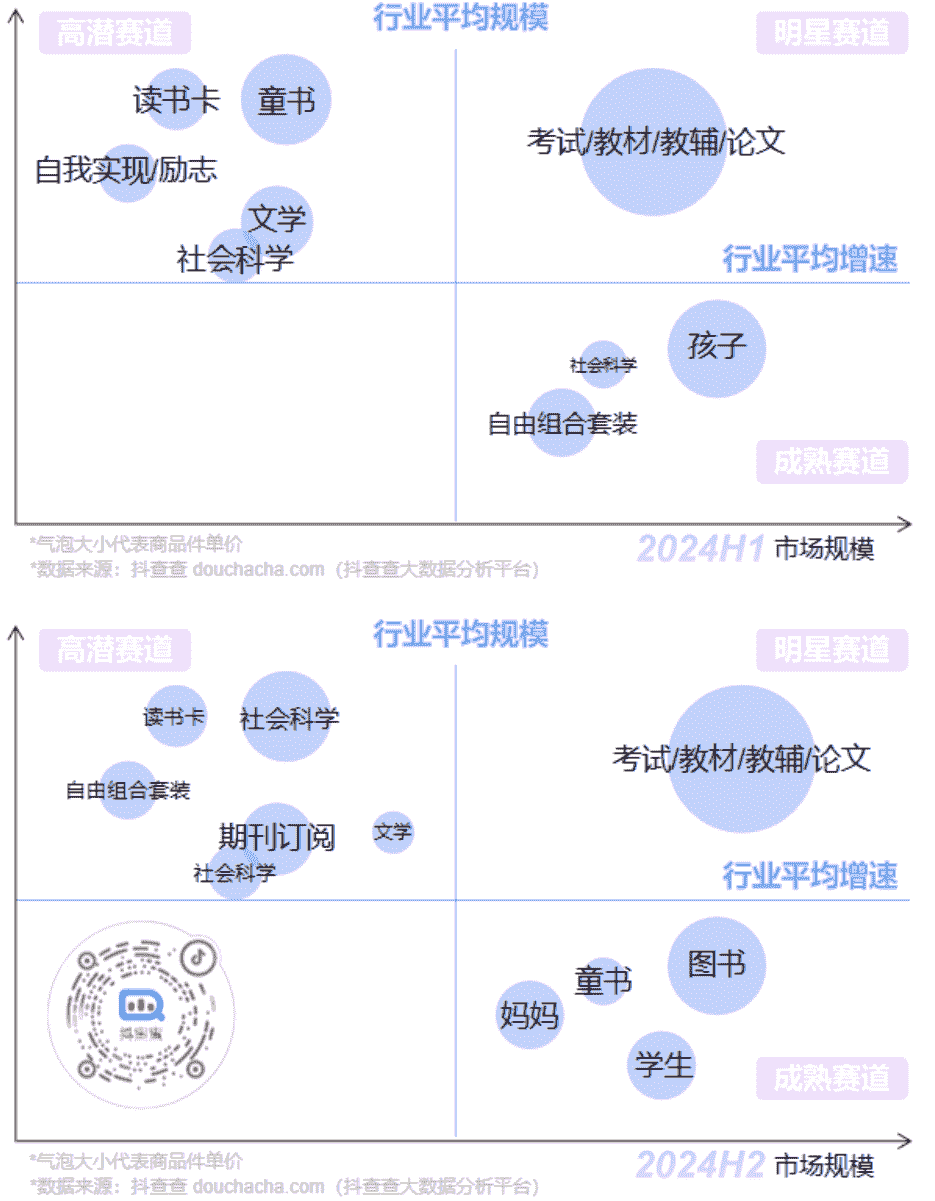 行业平均规模
高潜赛道
明星赛道
读书卡
童书
考试/教材/教辅/论文
自我实现/励志
文学
社会科学
行业平均增速
孩子
社会科学
自由组合套装
成熟赛道
*气泡大小代表商品件单价
2024H1 市场规模
*数据来源：抖查查 douchacha.com（抖查查大数据分析平台）
行业平均规模
高潜赛道
明星赛道
读书卡
社会科学
考试/教材/教辅/论文
自由组合套装
期刊订阅
文学
社会科学
行业平均增速
图书
童书
妈妈
抖查查
学生
成熟赛道
*气泡大小代表商品件单价
2024H2 市场规模
*数据来源：抖查查 douchacha.com（抖查查大数据分析平台）